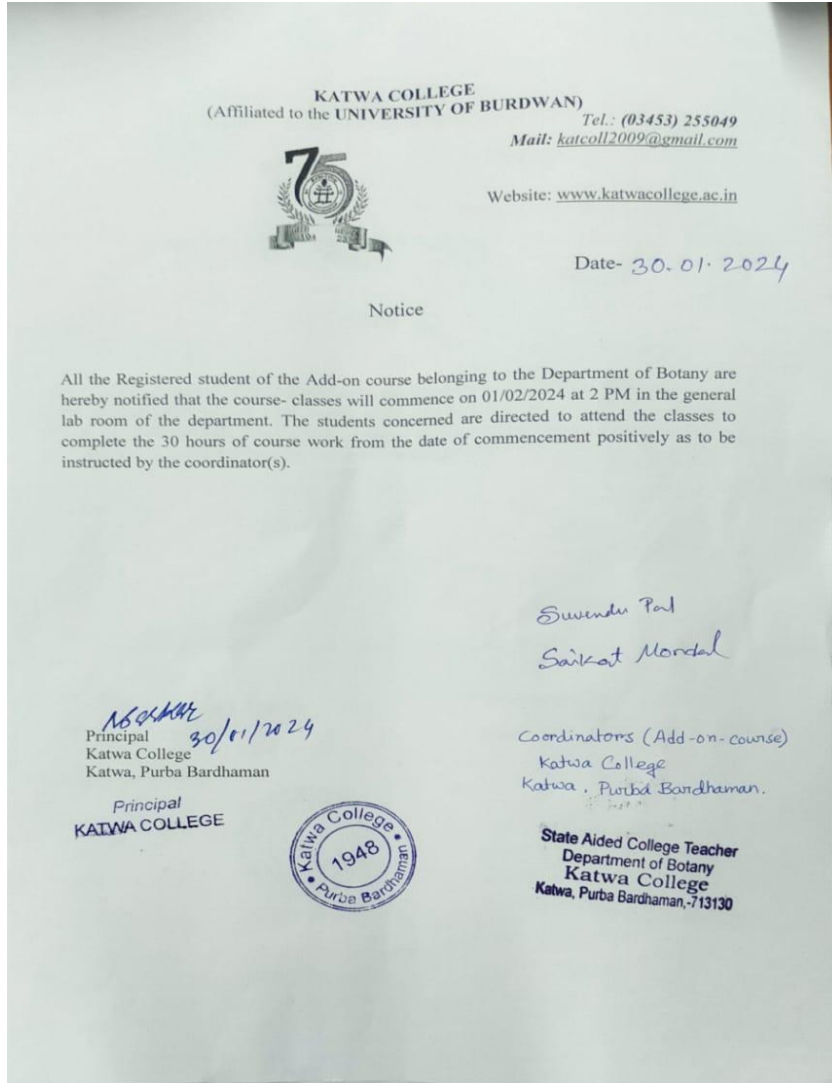 KATWA COLLEGE
(Affiliated to the UNIVERSITY OF BURDWAN)
Tel.: (03453) 255049
Mail: katcoll2009@gmail.com
75
Website: www.katwacollege.ac.in
Date- 30.01.2024
Notice
All the Registered student of the Add-on course belonging to the Department of Botany are
hereby notified that the course- classes will commence on 01/02/2024 at 2 PM in the general
lab room of the department. The students concerned are directed to attend the classes to
complete the 30 hours of course work from the date of commencement positively as to be
instructed by the coordinator(s).
Suvendu Pal
Saikat Mondal
Principal 30/01/2024
Katwa College
Katwa, Purba Bardhaman
Principal
KATWA COLLEGE
Katwa College
1948
Purba Bardhaman
Coordinators (Add-on-course)
Katwa College
Katwa, Purba Bardhaman.
State Aided College Teacher
Department of Botany
Katwa College
Katwa, Purba Bardhaman,-713130